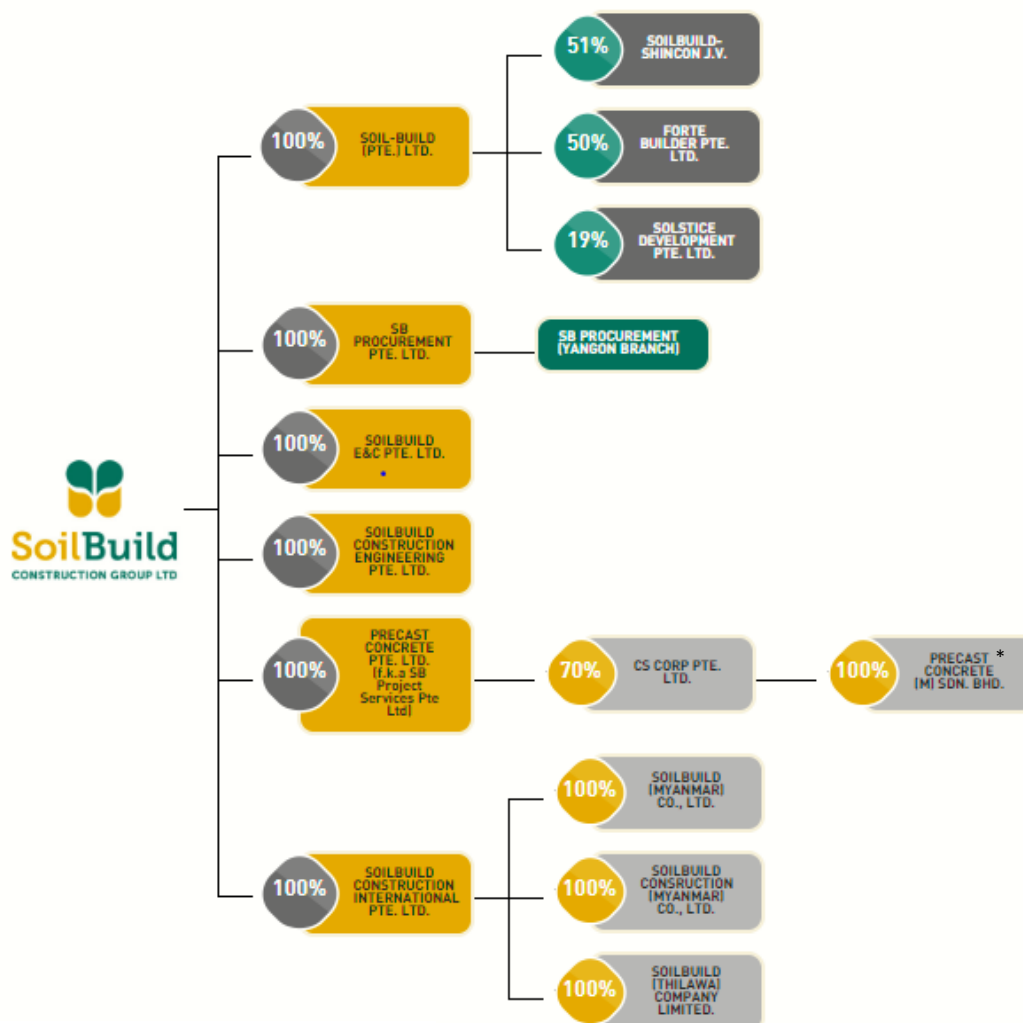 51%
SOILBUILD-
SHINCON J.V.
100%
SOIL-BUILD
(PTE.) LTD.
50%
FORTE
BUILDER PTE.
LTD.
19%
SOLSTICE
DEVELOPMENT
PTE. LTD.
100%
SB
PROCUREMENT
PTE. LTD.
SB PROCUREMENT
(YANGON BRANCH)
100%
SOILBUILD
E&C PTE. LTD.
SoilBuild
CONSTRUCTION GROUP LTD
100%
SOILBUILD
CONSTRUCTION
ENGINEERING
PTE. LTD.
100%
PRECAST
CONCRETE
PTE. LTD.
(f.k.a SB
Project
Services Pte
Ltd)
70%
CS CORP PTE.
LTD.
100%
PRECAST *
CONCRETE
(M) SDN. BHD.
100%
SOILBUILD
(MYANMAR)
CO., LTD.
100%
SOILBUILD
CONSTRUCTION
INTERNATIONAL
PTE. LTD.
100%
SOILBUILD
CONSRUCTION
(MYANMAR)
CO., LTD.
100%
SOILBUILD
(THILAWA)
COMPANY
LIMITED.